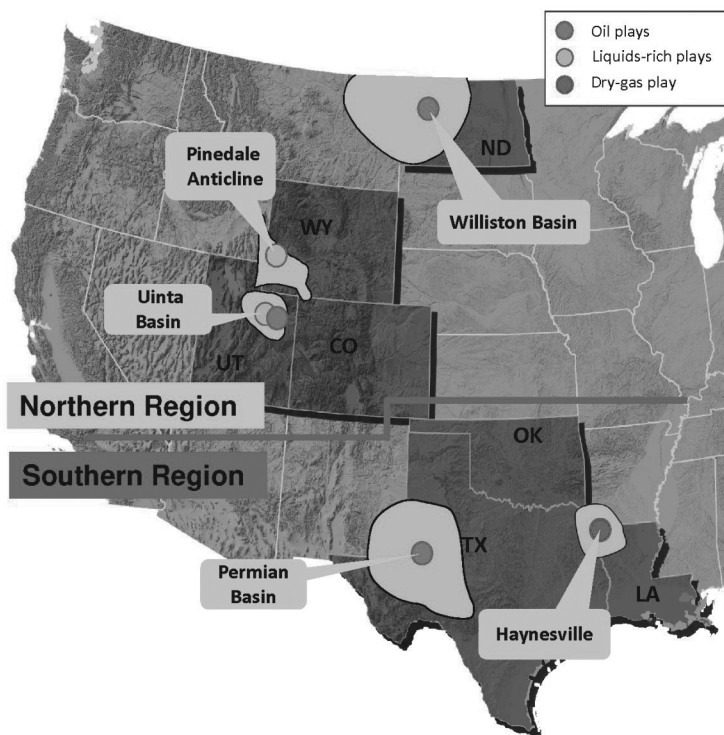 Oil plays
Liquids-rich plays
Dry-gas play
ND
Pinedale
Anticline
Williston Basin
WY
Uinta
Basin
CO
UT
Northern Region
OK
Southern Region
TX
Permian
Basin
LA
Haynesville